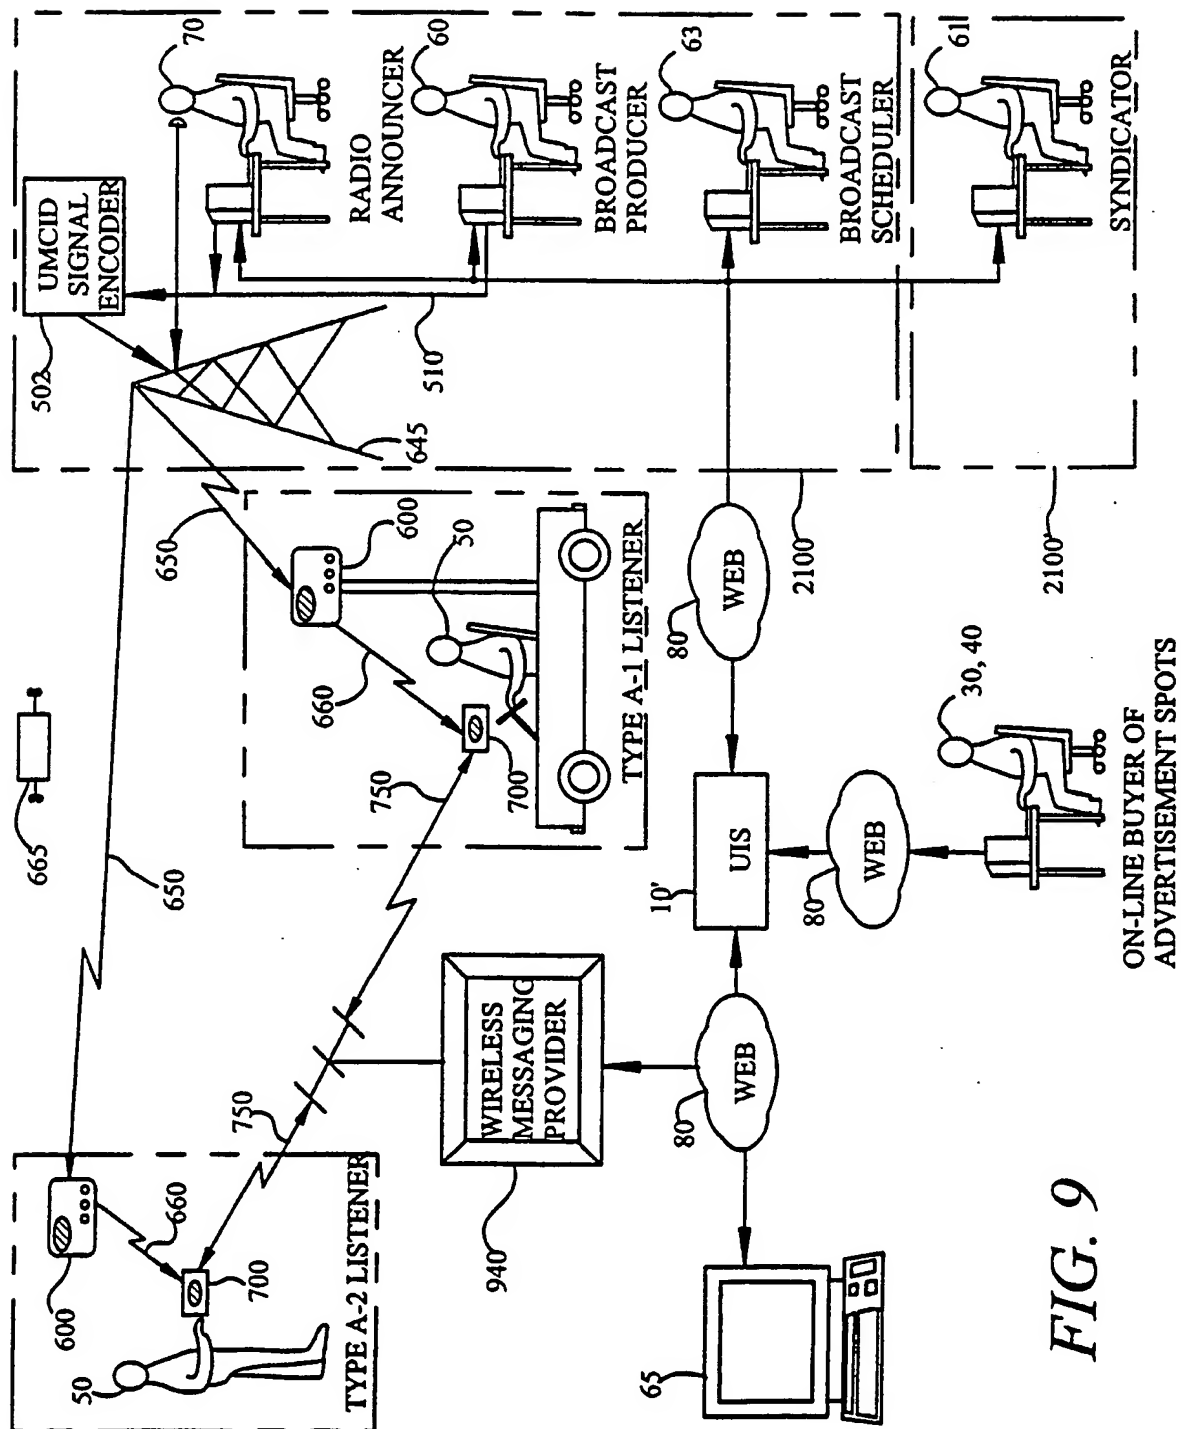 70
RADIO
ANNOUNCER
60
BROADCAST
PRODUCER
63
BROADCAST
SCHEDULER
61
SYNDICATOR
UMCID
SIGNAL
ENCODER
502
510
645
2100
2100
650
600
50
660
700
750
TYPE A-1 LISTENER
665
650
80
WEB
10'
UIS
80
WEB
30, 40
ON-LINE BUYER OF
ADVERTISEMENT SPOTS
80
WEB
WIRELESS
MESSAGING
PROVIDER
940
750
600
660
700
50
TYPE A-2 LISTENER
65
FIG. 9